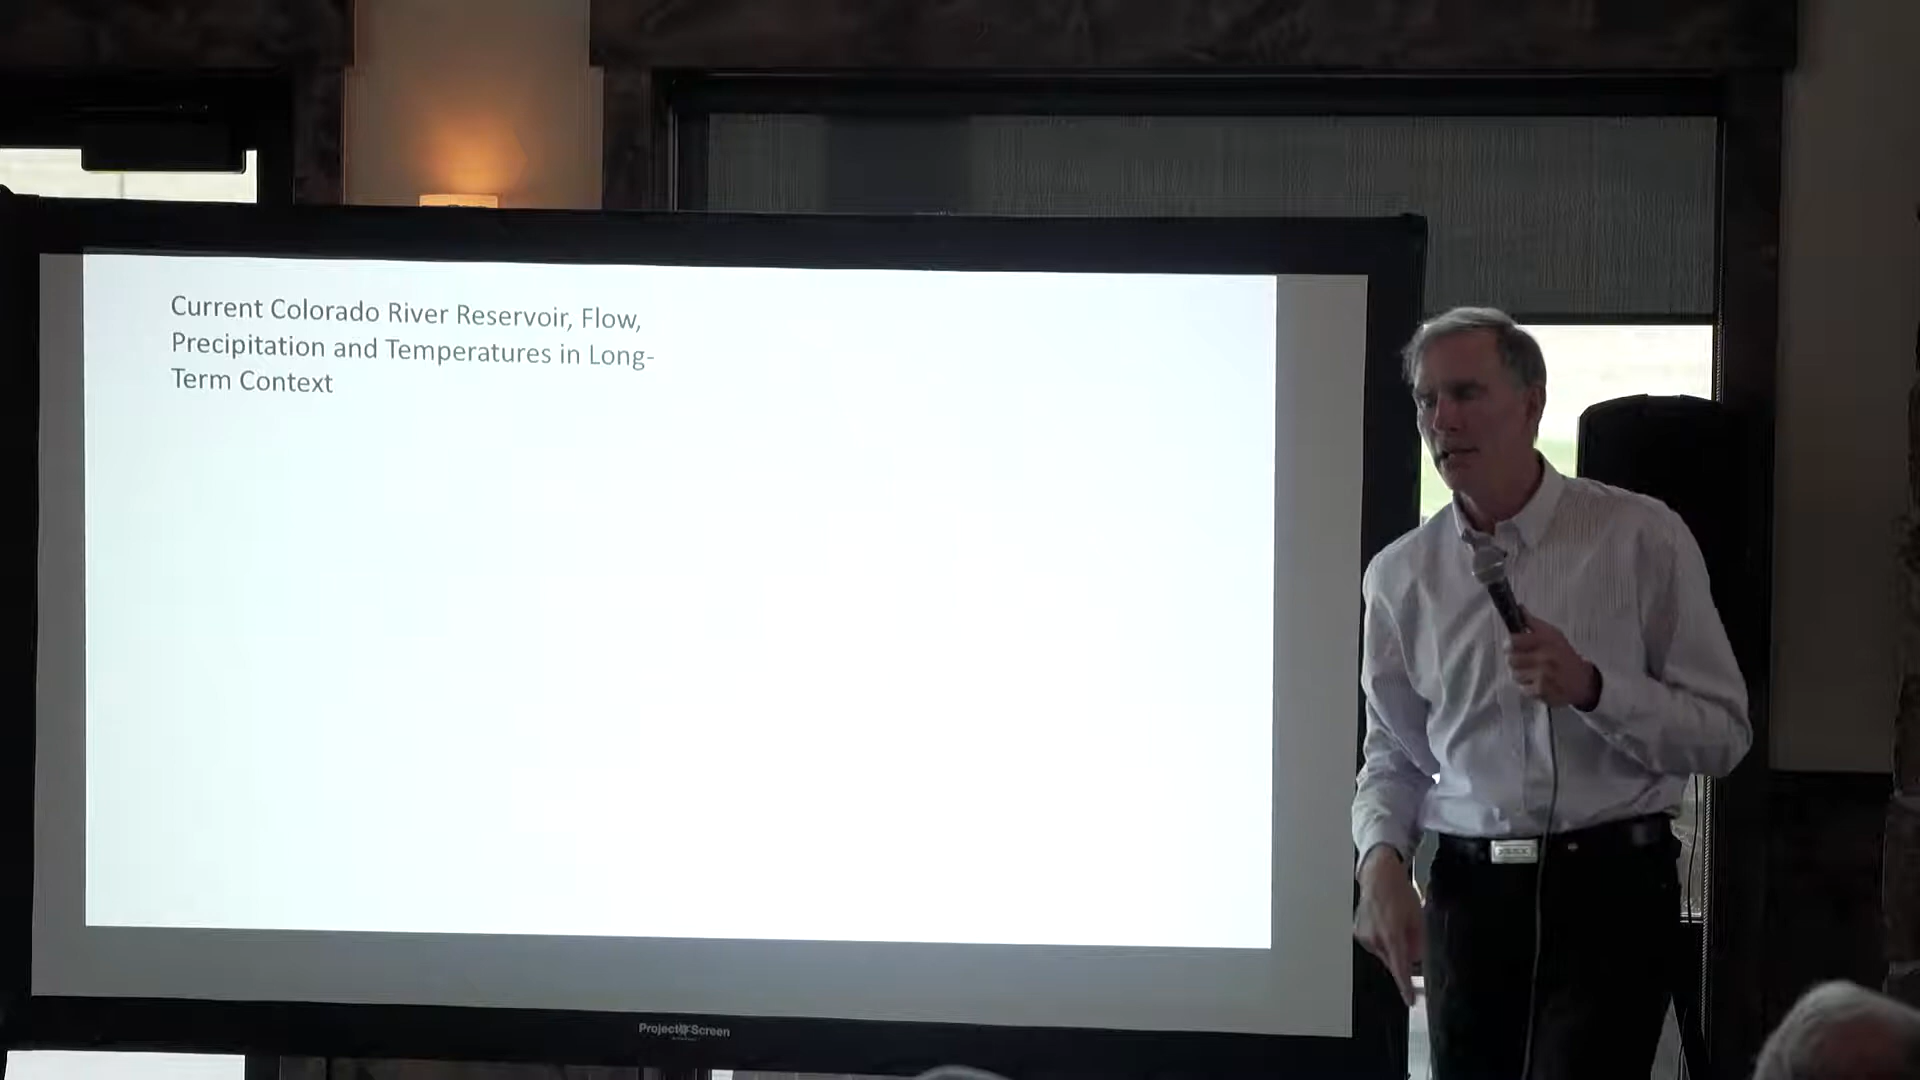 Current Colorado River Reservoir, Flow,
Precipitation and Temperatures in Long-
Term Context
Project Screen